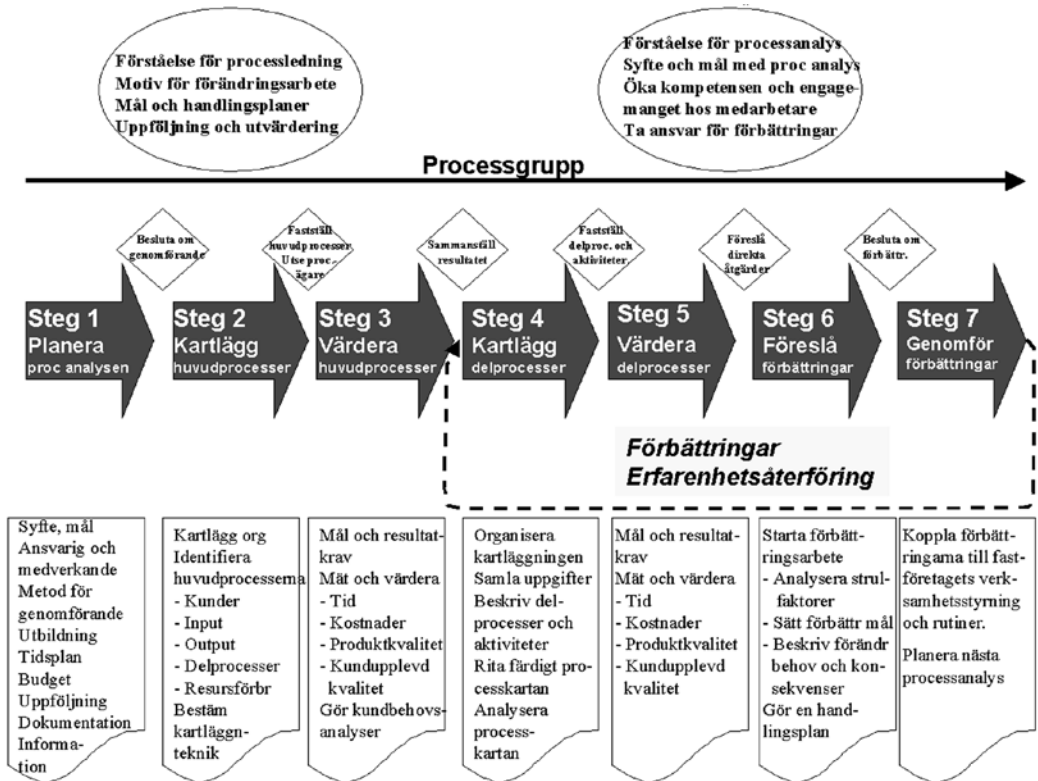 Förståelse för processledning
Motiv för förändringsarbete
Mål och handlingsplaner
Uppföljning och utvärdering
Förståelse för processanalys
Syfte och mål med proc analys
Öka kompetensen och engage-
manget hos medarbetare
Ta ansvar för förbättringar
Processgrupp
Besluta om
genomförande
Fastställ
huvudprocesser
Utse proc.-
ägare
Sammanställ
resultatet
Fastställ
delproc. och
aktiviteter.
Föreslå
direkta
åtgärder
Besluta om
förbättr.
Steg 1
Planera
proc analysen
Steg 2
Kartlägg
huvudprocesser
Steg 3
Värdera
huvudprocesser
Steg 4
Kartlägg
delprocesser
Steg 5
Värdera
delprocesser
Steg 6
Föreslå
förbättringar
Steg 7
Genomför
förbättringar
Förbättringar
Erfarenhetsåterföring
Syfte, mål
Ansvarig och
medverkande
Metod för
genomförande
Utbildning
Tidsplan
Budget
Uppföljning
Dokumentation
Informa-
tion
Kartlägg org
Identifiera
huvudprocesserna
- Kunder
- Input
- Output
- Delprocesser
- Resursförbr
Bestäm
kartläggn-
teknik
Mål och resultat-
krav
Mät och värdera
- Tid
- Kostnader
- Produktkvalitet
- Kundupplevd
kvalitet
Gör kundbehovs-
analyser
Organisera
kartläggningen
Samla uppgifter
Beskriv del-
processer och
aktiviteter
Rita färdigt pro-
cesskartan
Analysera
process-
kartan
Mål och resultat-
krav
Mät och värdera
- Tid
- Kostnader
- Produktkvalitet
- Kundupplevd
kvalitet
Starta förbätt-
ringsarbete
- Analysera strul-
faktorer
- Sätt förbättr mål
- Beskriv förändr
behov och kon-
sekvenser
Gör en hand-
lingsplan
Koppla förbätt-
ringarna till fast-
företagets verk-
samhetsstyrning
och rutiner.
Planera nästa
processanalys